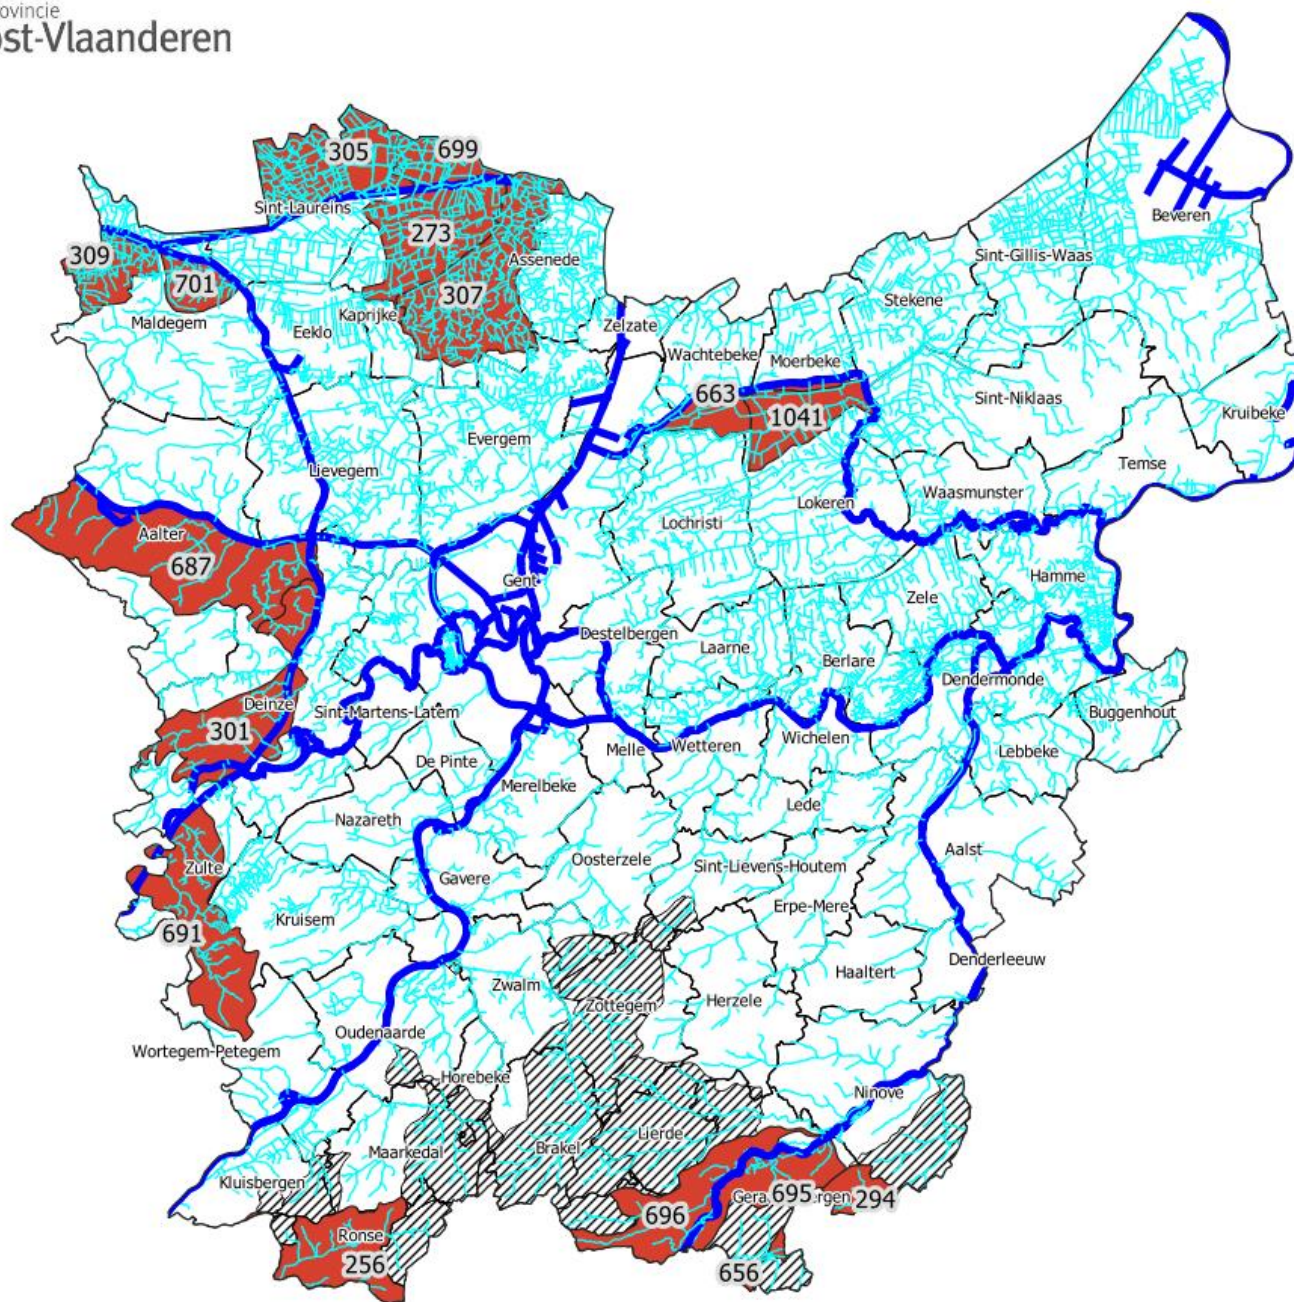 ovincie
ost-Vlaanderen
305
699
Sint-Laureins
273
309
Assenede
701
307
Kaprijke
Maldegem
Eeklo
Zelzate
Wachtebeke
Moerbeke
Stekene
Sint-Gillis-Waas
Beveren
663
1041
Sint-Niklaas
Kruibeke
Evergem
Lievegem
Temse
Waasmunster
Lokeren
Lochristi
Aalter
687
Gent
Hamme
Zele
Destelbergen
Laarne
Berlare
Dendermonde
Deinze
Sint-Martens-Latem
Buggenhout
301
Wichelen
Melle
Wetteren
Lebbeke
De Pinte
Merelbeke
Lede
Nazareth
Aalst
Oosterzele
Sint-Lievens-Houtem
Zulte
Gavere
Erpe-Mere
Kruisem
691
Denderleeuw
Haaltert
Zwalm
Herzele
Zottegem
Oudenaarde
Wortegem-Petegem
Horebeke
Ninove
Lierde
Brakel
Maarkedal
Kluisbergen
Gera
695
ergen
294
696
Ronse
256
656